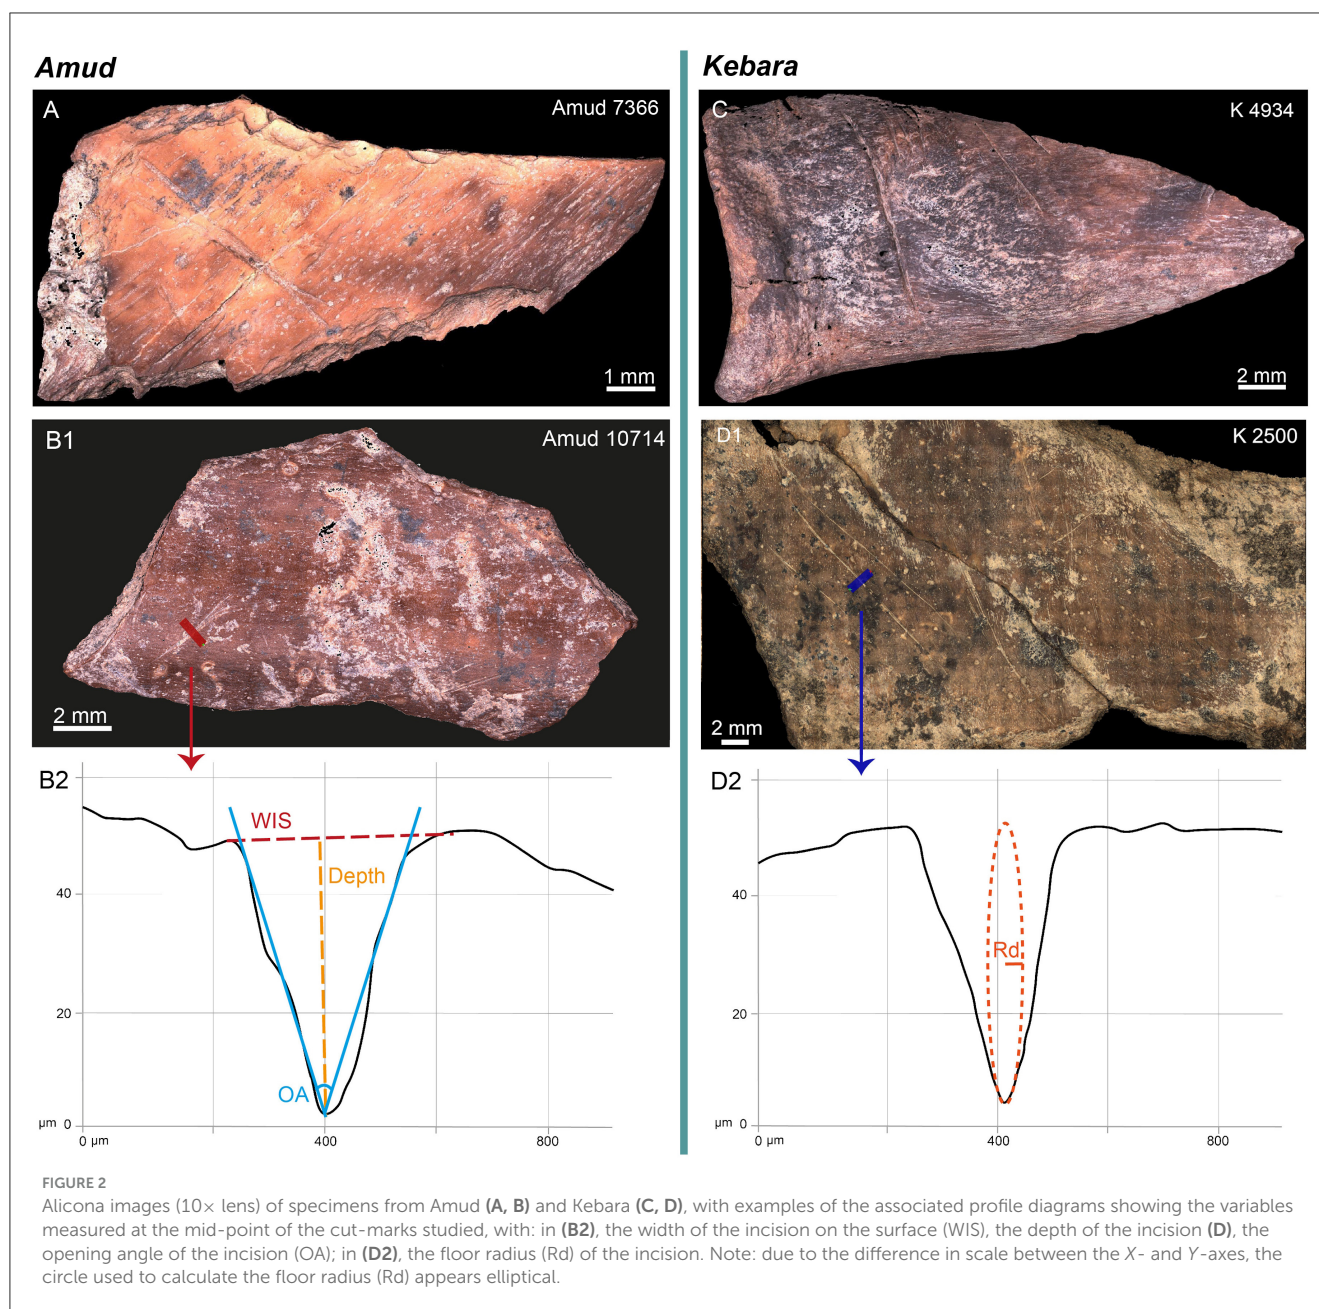 Amud
Kebara
A
Amud 7366
1 mm
C
K 4934
2 mm
B1
Amud 10714
2 mm
D1
K 2500
2 mm
B2
WIS
Depth
OA
40
20
µm 0
0 µm
400
800
D2
Rd
40
20
µm 0
0 µm
400
800
FIGURE 2
Alicona images (10× lens) of specimens from Amud (A, B) and Kebara (C, D), with examples of the associated profile diagrams showing the variables
measured at the mid-point of the cut-marks studied, with: in (B2), the width of the incision on the surface (WIS), the depth of the incision (D), the
opening angle of the incision (OA); in (D2), the floor radius (Rd) of the incision. Note: due to the difference in scale between the X- and Y-axes, the
circle used to calculate the floor radius (Rd) appears elliptical.